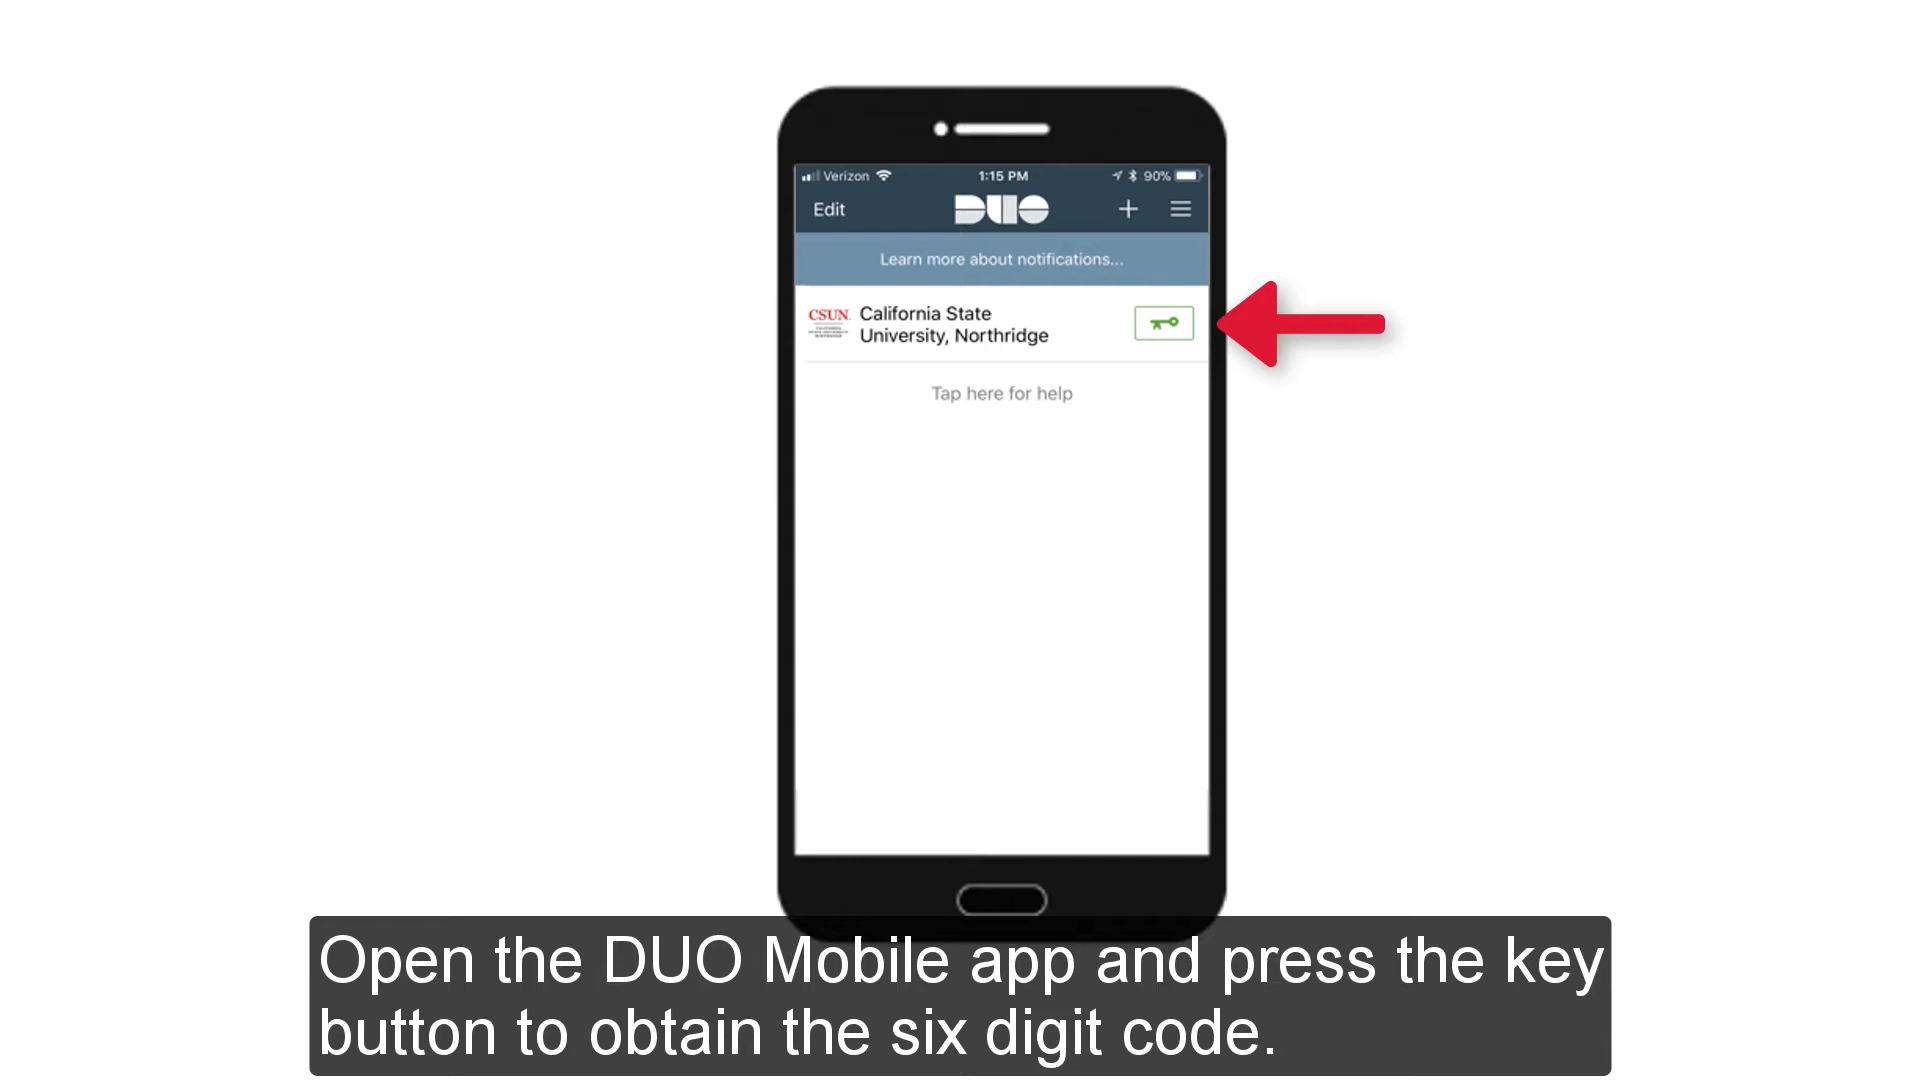 Verizon 1:15 PM 90%
Edit DUO
Learn more about notifications...
CSUN California State
University, Northridge
Tap here for help
Open the DUO Mobile app and press the key
button to obtain the six digit code.